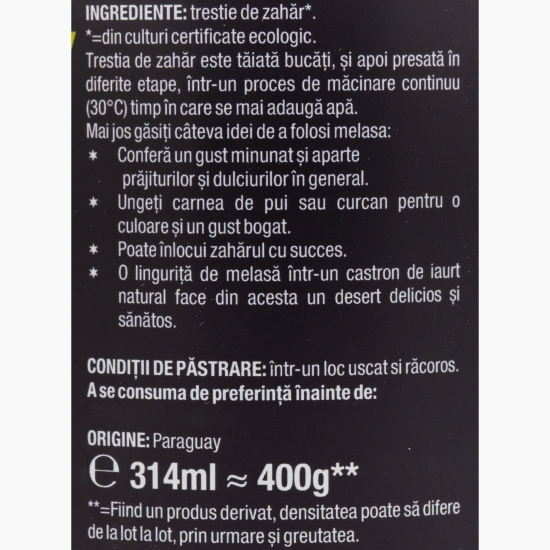 INGREDIENTE: trestie de zahăr*.
*=din culturi certificate ecologic.
Trestia de zahăr este tăiată bucăți, și apoi presată în
diferite etape, într-un proces de măcinare continuu
(30°C) timp în care se mai adaugă apă.
Mai jos găsiți câteva idei de a folosi melasa:
✶ Conferă un gust minunat și aparte
prăjiturilor și dulciurilor în general.
✶ Ungeți carnea de pui sau curcan pentru o
culoare și un gust bogat.
✶ Poate înlocui zahărul cu succes.
✶ O linguriță de melasă într-un castron de iaurt
natural face din acesta un desert delicios și
sănătos.
CONDIȚII DE PĂSTRARE: într-un loc uscat si răcoros.
A se consuma de preferință înainte de:
ORIGINE: Paraguay
℮ 314ml ≈ 400g**
**=Fiind un produs derivat, densitatea poate să difere
de la lot la lot, prin urmare și greutatea.